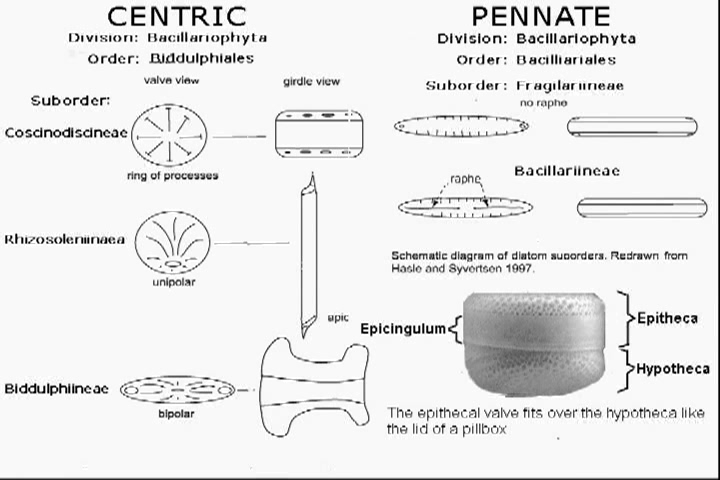 CENTRIC
Division: Bacillariophyta
Order: Biddulphiales
valve view
girdle view
Suborder:
Coscinodiscineae
ring of processes
Rhizosoleniinaea
unipolar
apic
Biddulphiineae
bipolar
PENNATE
Division: Bacillariophyta
Order: Bacilliariales
Suborder: Fragilariineae
no raphe
Bacillariineae
raphe
Schematic diagram of diatom suborders. Redrawn from
Hasle and Syvertsen 1997.
Epicingulum
Epitheca
Hypotheca
The epithecal valve fits over the hypotheca like
the lid of a pillbox